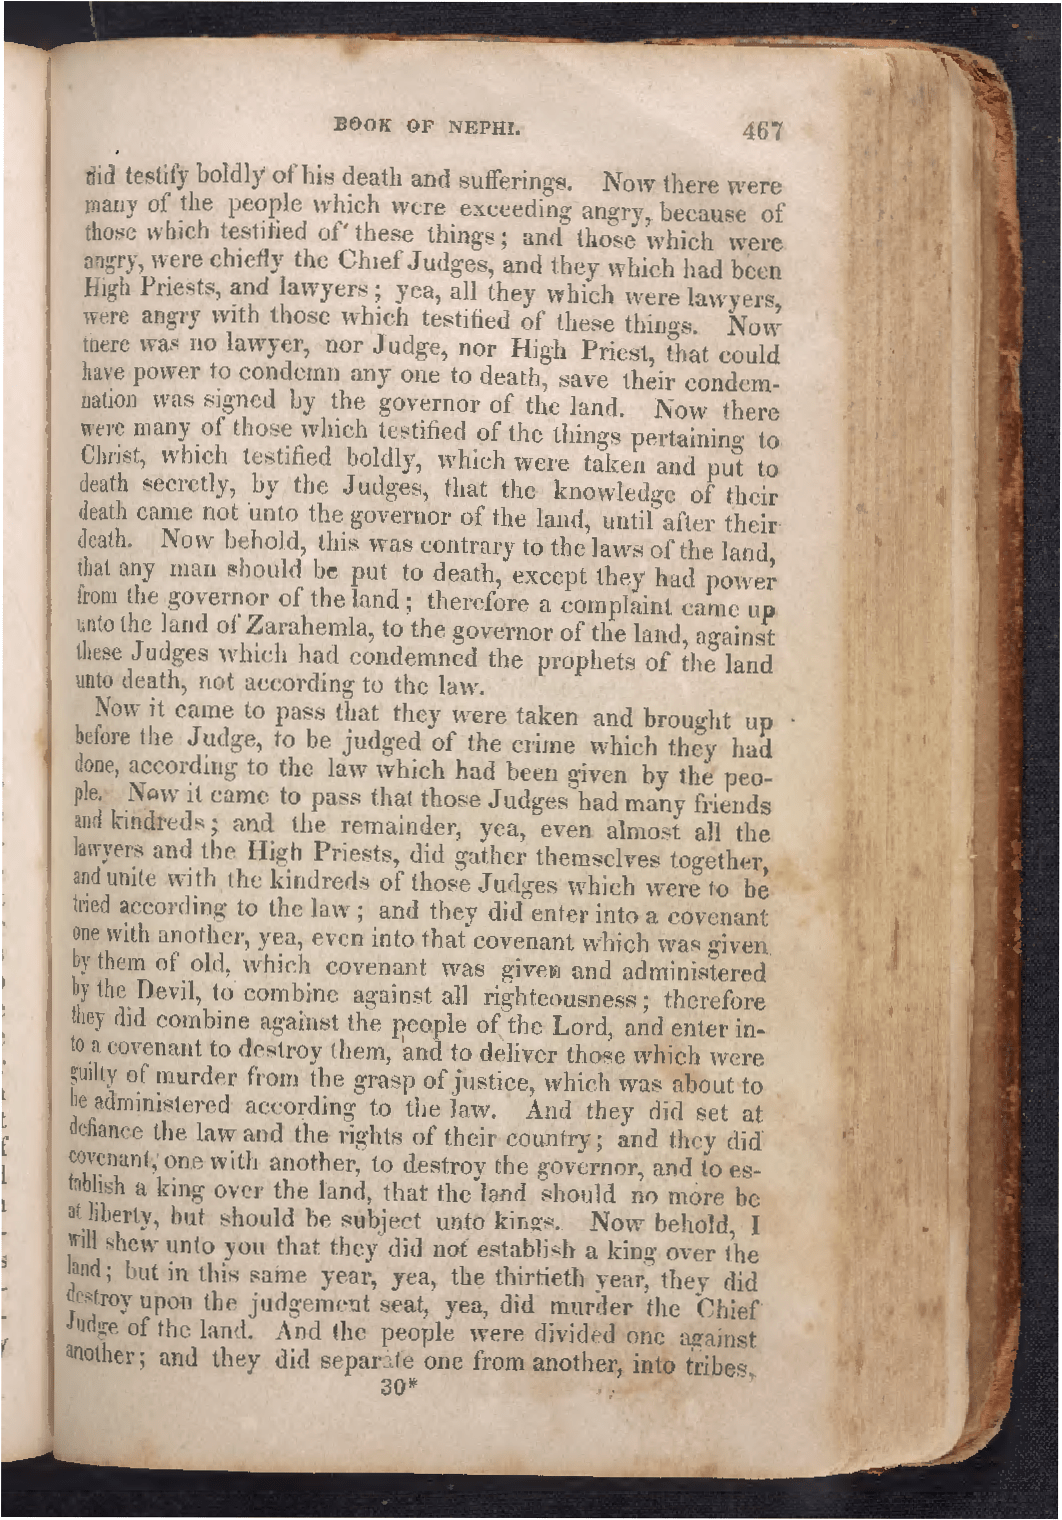 BOOK OF NEPHI. 467
did testify boldly of his death and sufferings. Now there were
many of the people which were exceeding angry, because of
those which testified of these things; and those which were
angry, were chiefly the Chief Judges, and they which had been
High Priests, and lawyers; yea, all they which were lawyers,
were angry with those which testified of these things. Now
there was no lawyer, nor Judge, nor High Priest, that could
have power to condemn any one to death, save their condem-
nation was signed by the governor of the land. Now there
were many of those which testified of the things pertaining to
Christ, which testified boldly, which were taken and put to
death secretly, by the Judges, that the knowledge of their
death came not unto the governor of the land, until after their
death. Now behold, this was contrary to the laws of the land,
that any man should be put to death, except they had power
from the governor of the land; therefore a complaint came up
unto the land of Zarahemla, to the governor of the land, against
these Judges which had condemned the prophets of the land
unto death, not according to the law.
Now it came to pass that they were taken and brought up
before the Judge, to be judged of the crime which they had
done, according to the law which had been given by the peo-
ple. Now it came to pass that those Judges had many friends
and kindreds; and the remainder, yea, even almost all the
lawyers and the High Priests, did gather themselves together,
and unite with the kindreds of those Judges which were to be
tried according to the law; and they did enter into a covenant
one with another, yea, even into that covenant which was given
by them of old, which covenant was given and administered
by the Devil, to combine against all righteousness; therefore
they did combine against the people of the Lord, and enter in-
to a covenant to destroy them, and to deliver those which were
guilty of murder from the grasp of justice, which was about to
be administered according to the law. And they did set at
defiance the law and the rights of their country; and they did
covenant, one with another, to destroy the governor, and to es-
tablish a king over the land, that the land should no more be
at liberty, but should be subject unto kings. Now behold, I
will shew unto you that they did not establish a king over the
land; but in this same year, yea, the thirtieth year, they did
destroy upon the judgement seat, yea, did murder the Chief
Judge of the land. And the people were divided one against
another; and they did separate one from another, into tribes,
30*